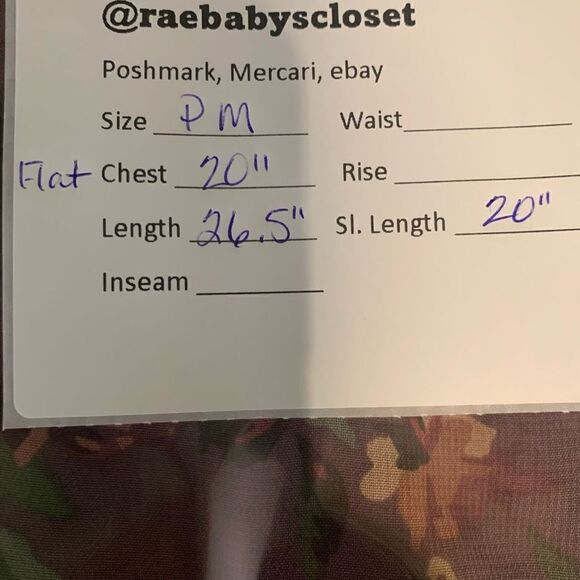 @raebabyscloset
Poshmark, Mercari, ebay
Size PM Waist
Flat Chest 20" Rise
Length 26.5" Sl. Length 20"
Inseam